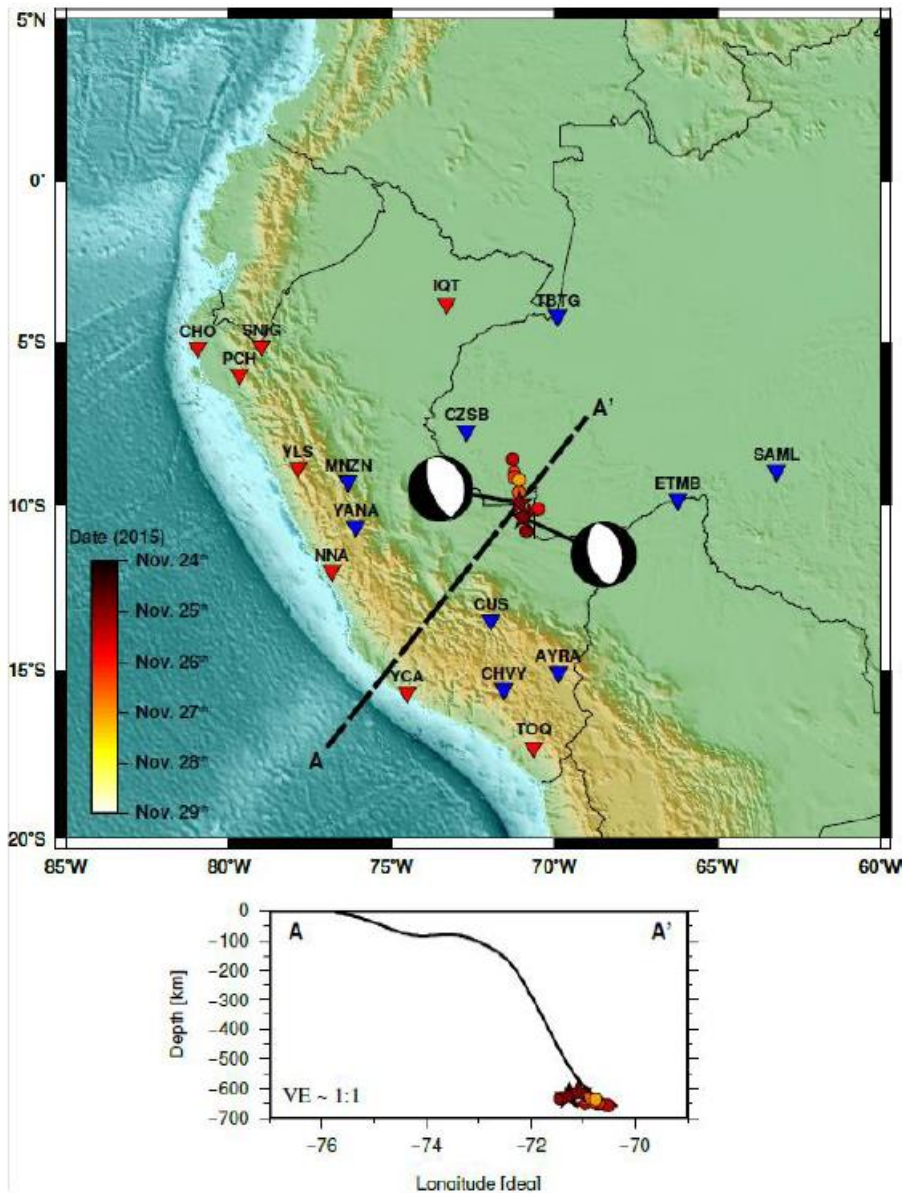 5°N
0°
5°S
10°S
15°S
20°S
85°W
80°W
75°W
70°W
65°W
60°W
IQT
TBTG
CHO
SNIG
PCH
A'
CZSB
YLS
MNZN
SAML
ETMB
YANA
NNA
CUS
AYRA
YCA
CHVY
TOQ
A
Date (2015)
Nov. 24th
Nov. 25th
Nov. 26th
Nov. 27th
Nov. 28th
Nov. 29th
A
A'
Depth [km]
0
−100
−200
−300
−400
−500
−600
−700
VE ~ 1:1
−76
−74
−72
−70
Longitude [deg]